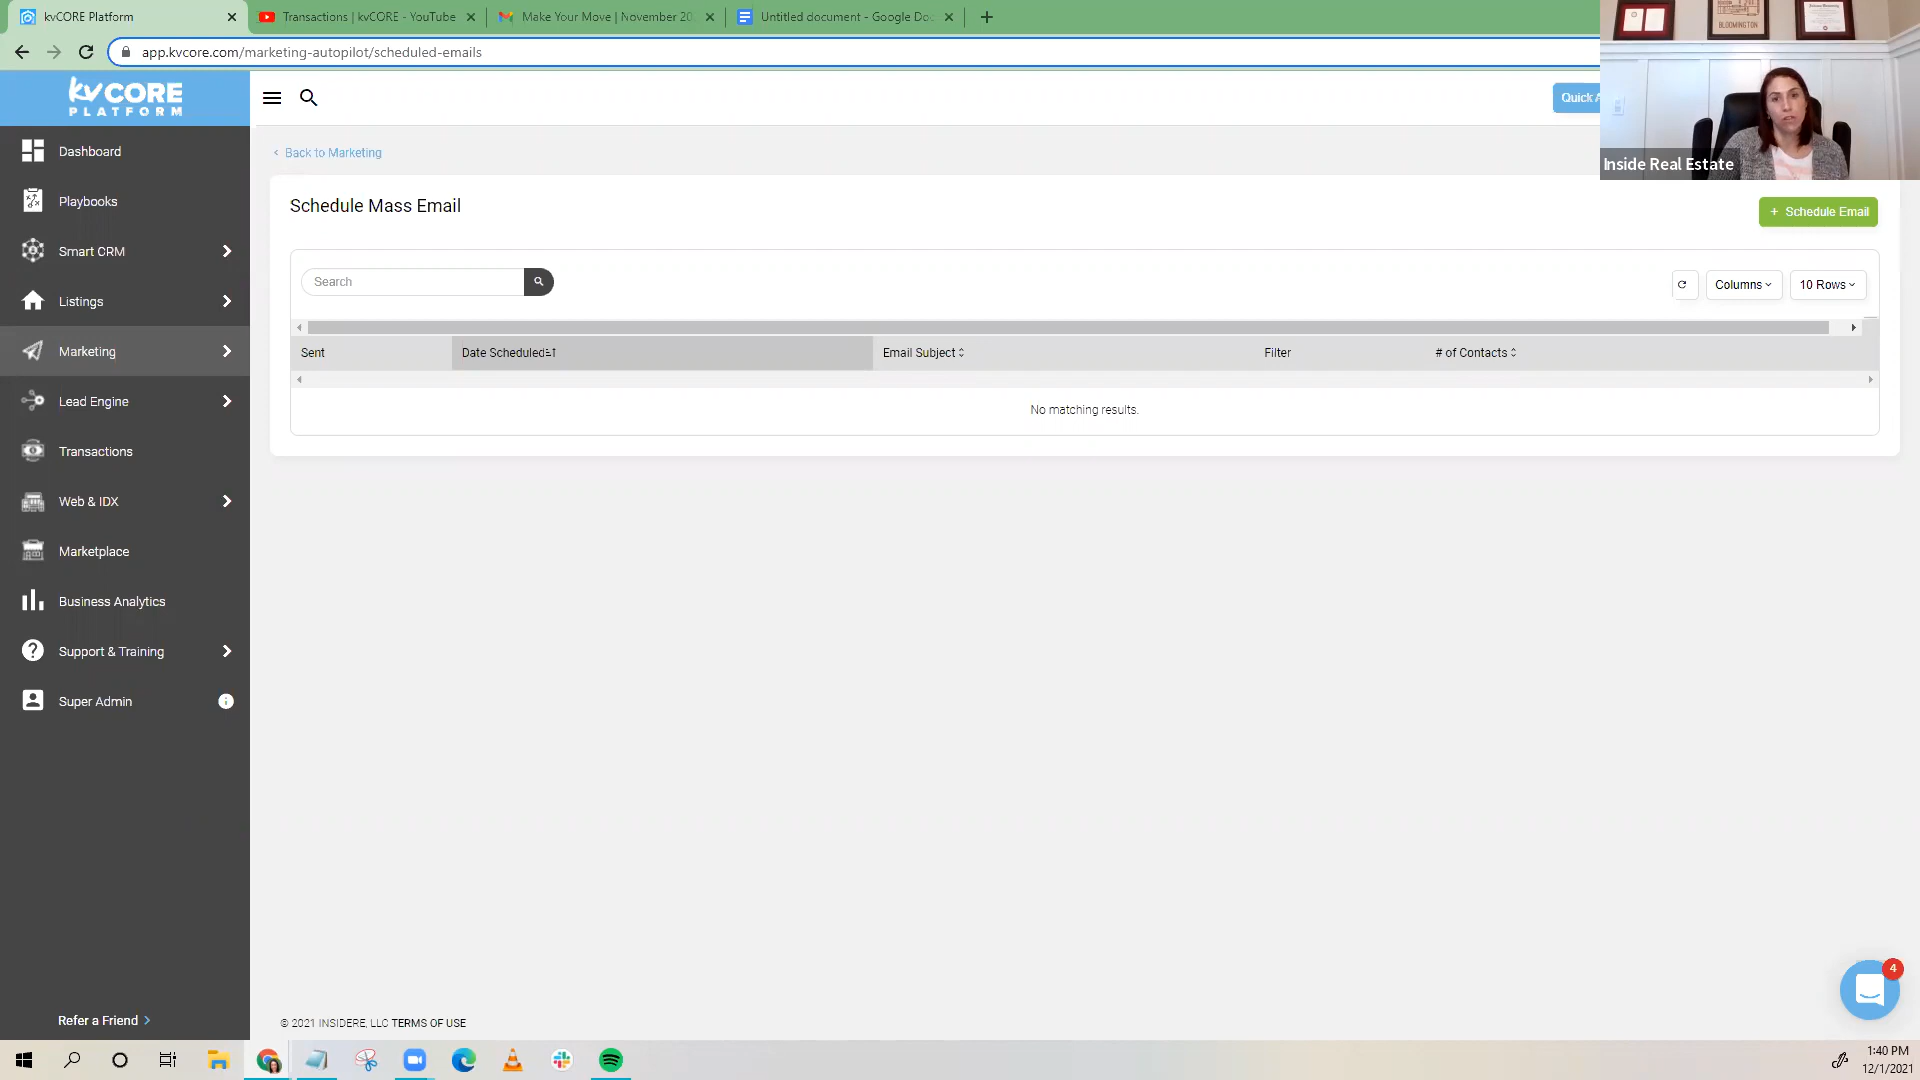 kvCORE Platform
Transactions | kvCORE - YouTube
Make Your Move | November 20
Untitled document - Google Doc
app.kvcore.com/marketing-autopilot/scheduled-emails
BLOOMINGTON
kvCORE
PLATFORM
Quick A
Inside Real Estate
Dashboard
Playbooks
Smart CRM
Listings
Marketing
Lead Engine
Transactions
Web & IDX
Marketplace
Business Analytics
Support & Training
Super Admin
Refer a Friend
Back to Marketing
Schedule Mass Email
+ Schedule Email
Search
Columns
10 Rows
Sent
Date Scheduled
Email Subject
Filter
# of Contacts
No matching results.
4
© 2021 INSIDERE, LLC TERMS OF USE
1:40 PM
12/1/2021